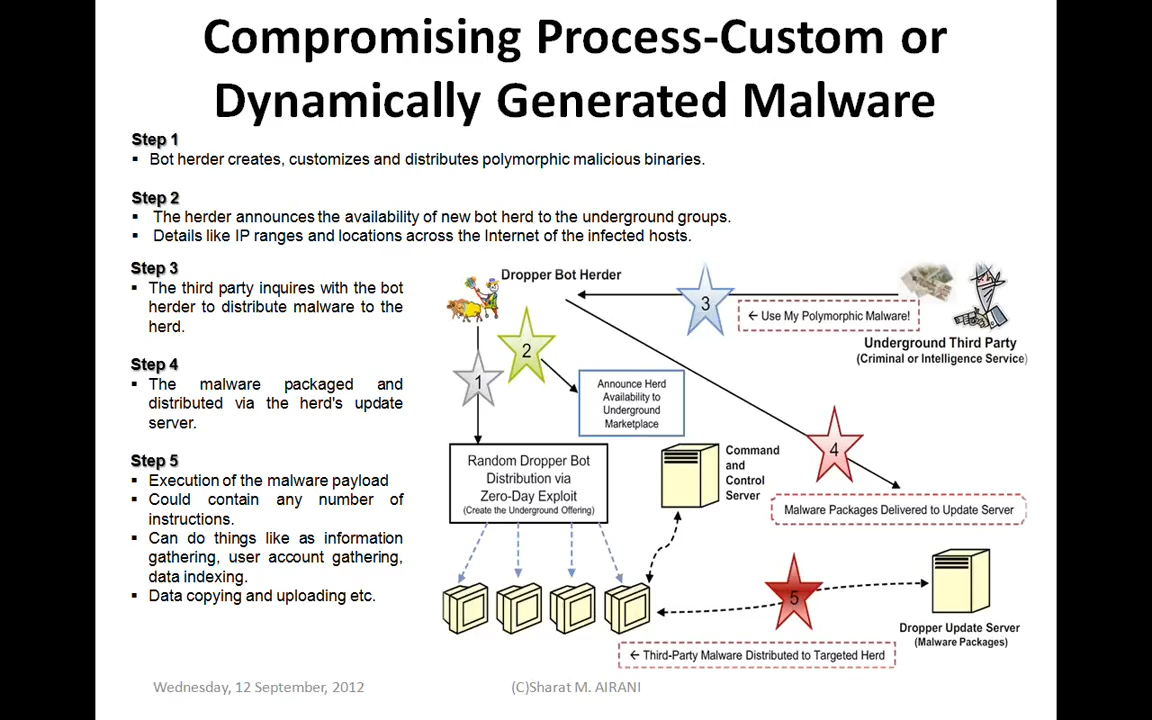 Compromising Process-Custom or
Dynamically Generated Malware
Step 1
▪ Bot herder creates, customizes and distributes polymorphic malicious binaries.
Step 2
▪ The herder announces the availability of new bot herd to the underground groups.
▪ Details like IP ranges and locations across the Internet of the infected hosts.
Step 3
▪ The third party inquires with the bot
herder to distribute malware to the
herd.
Step 4
▪ The malware packaged and
distributed via the herd's update
server.
Step 5
▪ Execution of the malware payload
▪ Could contain any number of
instructions.
▪ Can do things like as information
gathering, user account gathering,
data indexing.
▪ Data copying and uploading etc.
Dropper Bot Herder
3
← Use My Polymorphic Malware!
Underground Third Party
(Criminal or Intelligence Service)
2
1
Announce Herd
Availability to
Underground
Marketplace
4
Random Dropper Bot
Distribution via
Zero-Day Exploit
(Create the Underground Offering)
Command
and
Control
Server
Malware Packages Delivered to Update Server
5
Dropper Update Server
(Malware Packages)
← Third-Party Malware Distributed to Targeted Herd
Wednesday, 12 September, 2012
(C)Sharat M. AIRANI